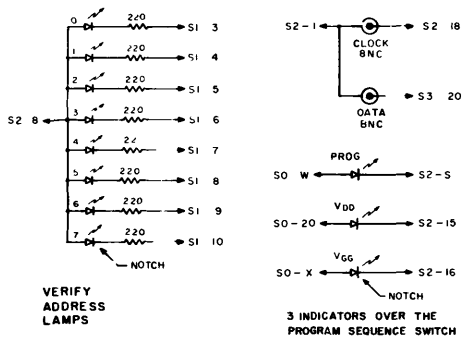 0 220 S1 3
1 220 S1 4
2 220 S1 5
S2 8 3 220 S1 6
4 22 S1 7
5 220 S1 8
6 220 S1 9
7 220 S1 10
NOTCH
VERIFY
ADDRESS
LAMPS
S2-1 S2 18
CLOCK
BNC
S3 20
DATA
BNC
PROG
S0 W S2-S
VDD
S0-20 S2-15
VGG
S0-X S2-16
NOTCH
3 INDICATORS OVER THE
PROGRAM SEQUENCE SWITCH